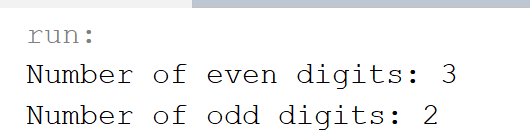 run:
Number of even digits: 3
Number of odd digits: 2